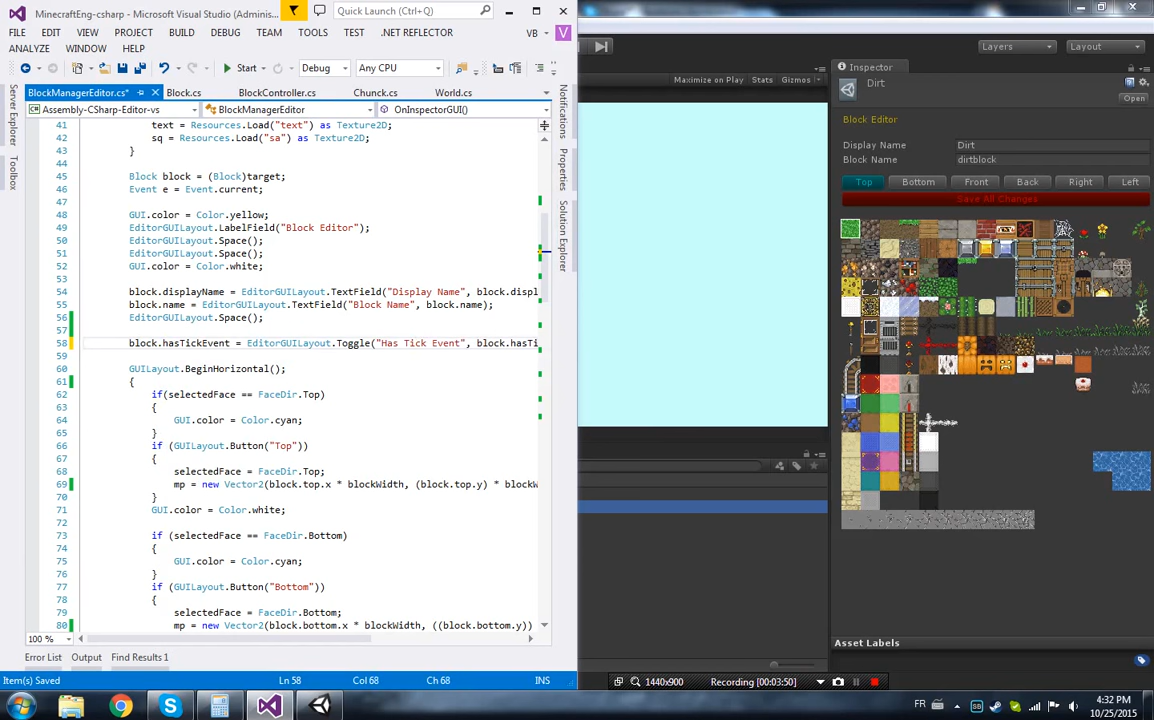 MinecraftEng-csharp - Microsoft Visual Studio (Adminis...
Quick Launch (Ctrl+Q)
FILE EDIT VIEW PROJECT BUILD DEBUG TEAM TOOLS TEST .NET REFLECTOR VB V
ANALYZE WINDOW HELP
Start Debug Any CPU
BlockManagerEditor.cs* Block.cs BlockController.cs Chunck.cs World.cs
Assembly-CSharp-Editor-vs BlockManagerEditor OnInspectorGUI()
Server Explorer
Toolbox
41 text = Resources.Load("text") as Texture2D;
42 sq = Resources.Load("sa") as Texture2D;
43 }
44
45 Block block = (Block)target;
46 Event e = Event.current;
47
48 GUI.color = Color.yellow;
49 EditorGUILayout.LabelField("Block Editor");
50 EditorGUILayout.Space();
51 EditorGUILayout.Space();
52 GUI.color = Color.white;
53
54 block.displayName = EditorGUILayout.TextField("Display Name", block.displ
55 block.name = EditorGUILayout.TextField("Block Name", block.name);
56 EditorGUILayout.Space();
57
58 block.hasTickEvent = EditorGUILayout.Toggle("Has Tick Event", block.hasTi
59
60 GUILayout.BeginHorizontal();
61 {
62 if(selectedFace == FaceDir.Top)
63 {
64 GUI.color = Color.cyan;
65 }
66 if (GUILayout.Button("Top"))
67 {
68 selectedFace = FaceDir.Top;
69 mp = new Vector2(block.top.x * blockWidth, (block.top.y) * blockW
70 }
71 GUI.color = Color.white;
72
73 if (selectedFace == FaceDir.Bottom)
74 {
75 GUI.color = Color.cyan;
76 }
77 if (GUILayout.Button("Bottom"))
78 {
79 selectedFace = FaceDir.Bottom;
80 mp = new Vector2(block.bottom.x * blockWidth, ((block.bottom.y))
100 %
Notifications
Properties
Solution Explorer
Error List Output Find Results 1
Item(s) Saved Ln 58 Col 68 Ch 68 INS
Layers Layout
Maximize on Play Stats Gizmos
Inspector
Dirt
Open
Block Editor
Display Name Dirt
Block Name dirtblock
Top Bottom Front Back Right Left
Save All Changes
Asset Labels
1440x900 Recording [00:03:50]
FR
4:32 PM
10/25/2015